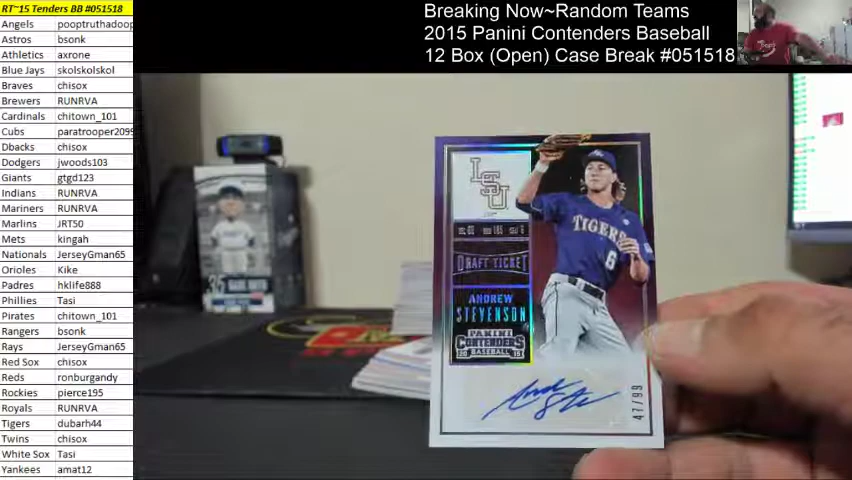 RT~15 Tenders BB #051518
Angels pooptruthadoop
Astros bsonk
Athletics axrone
Blue Jays skolskolskol
Braves chisox
Brewers RUNRVA
Cardinals chitown_101
Cubs paratrooper2099
Dbacks chisox
Dodgers jwoods103
Giants gtgd123
Indians RUNRVA
Mariners RUNRVA
Marlins JRT50
Mets kingah
Nationals JerseyGman65
Orioles Kike
Padres hklife888
Phillies Tasi
Pirates chitown_101
Rangers bsonk
Rays JerseyGman65
Red Sox chisox
Reds ronburgandy
Rockies pierce195
Royals RUNRVA
Tigers dubarh44
Twins chisox
White Sox Tasi
Yankees amat12
Breaking Now~Random Teams
2015 Panini Contenders Baseball
12 Box (Open) Case Break #051518
LSU
DRAFT TICKET
ANDREW
STEVENSON
PANINI
CONTENDERS
20 BASEBALL 15
TIGERS
6
47/99